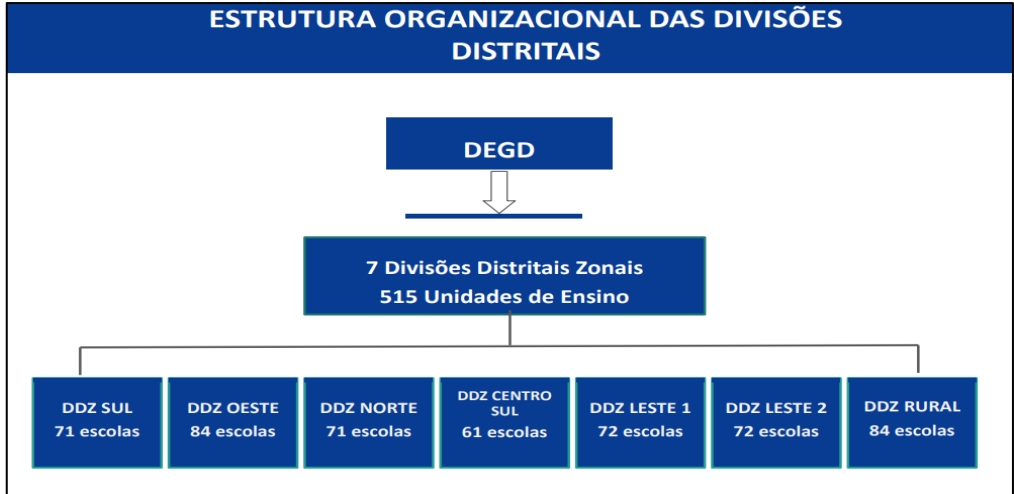 ESTRUTURA ORGANIZACIONAL DAS DIVISÕES
DISTRITAIS
DEGD
7 Divisões Distritais Zonais
515 Unidades de Ensino
DDZ SUL
71 escolas
DDZ OESTE
84 escolas
DDZ NORTE
71 escolas
DDZ CENTRO
SUL
61 escolas
DDZ LESTE 1
72 escolas
DDZ LESTE 2
72 escolas
DDZ RURAL
84 escolas